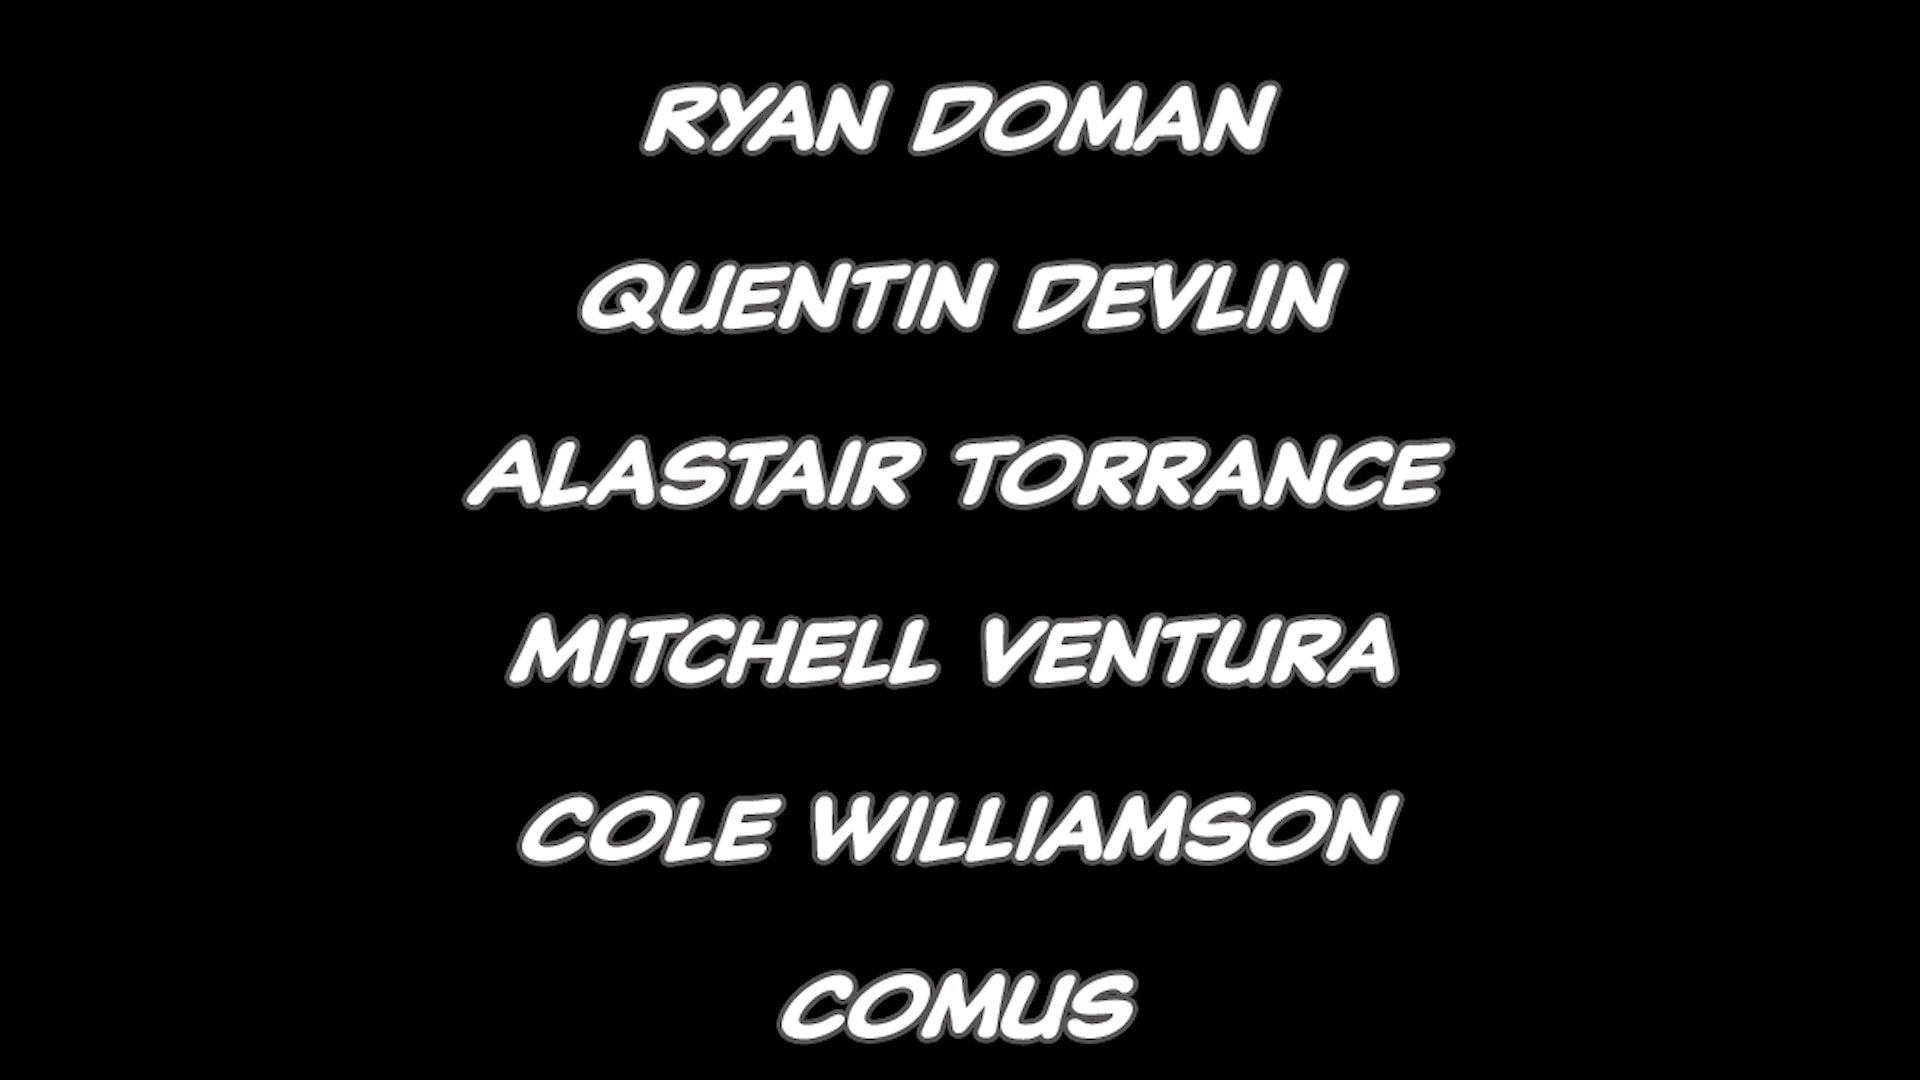 RYAN DOMAN
QUENTIN DEVLIN
ALASTAIR TORRANCE
MITCHELL VENTURA
COLE WILLIAMSON
COMUS